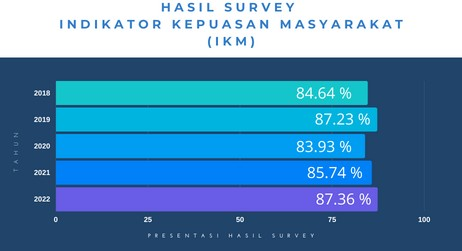 HASIL SURVEY
INDIKATOR KEPUASAN MASYARAKAT
(IKM)
TAHUN
2018 84.64 %
2019 87.23 %
2020 83.93 %
2021 85.74 %
2022 87.36 %
0 25 50 75 100
PRESENTASI HASIL SURVEY